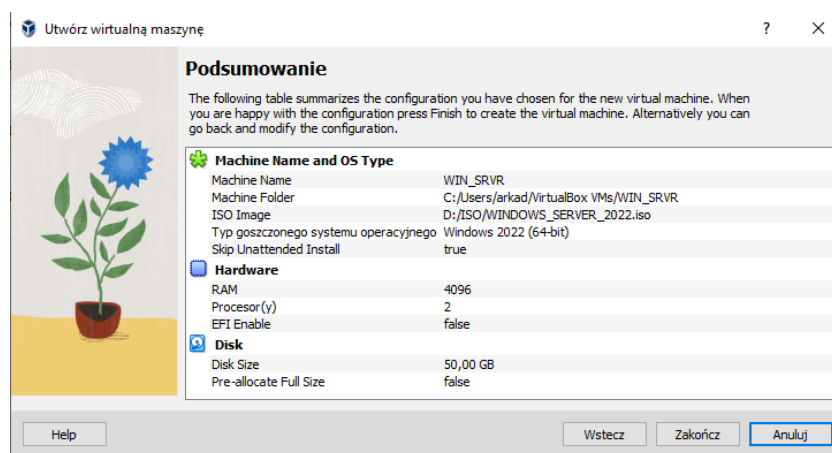 Utwórz wirtualną maszynę
?
Podsumowanie
The following table summarizes the configuration you have chosen for the new virtual machine. When
you are happy with the configuration press Finish to create the virtual machine. Alternatively you can
go back and modify the configuration.
Machine Name and OS Type
Machine Name WIN_SRVR
Machine Folder C:/Users/arkad/VirtualBox VMs/WIN_SRVR
ISO Image D:/ISO/WINDOWS_SERVER_2022.iso
Typ goszczonego systemu operacyjnego Windows 2022 (64-bit)
Skip Unattended Install true
Hardware
RAM 4096
Procesor(y) 2
EFI Enable false
Disk
Disk Size 50,00 GB
Pre-allocate Full Size false
Help Wstecz Zakończ Anuluj